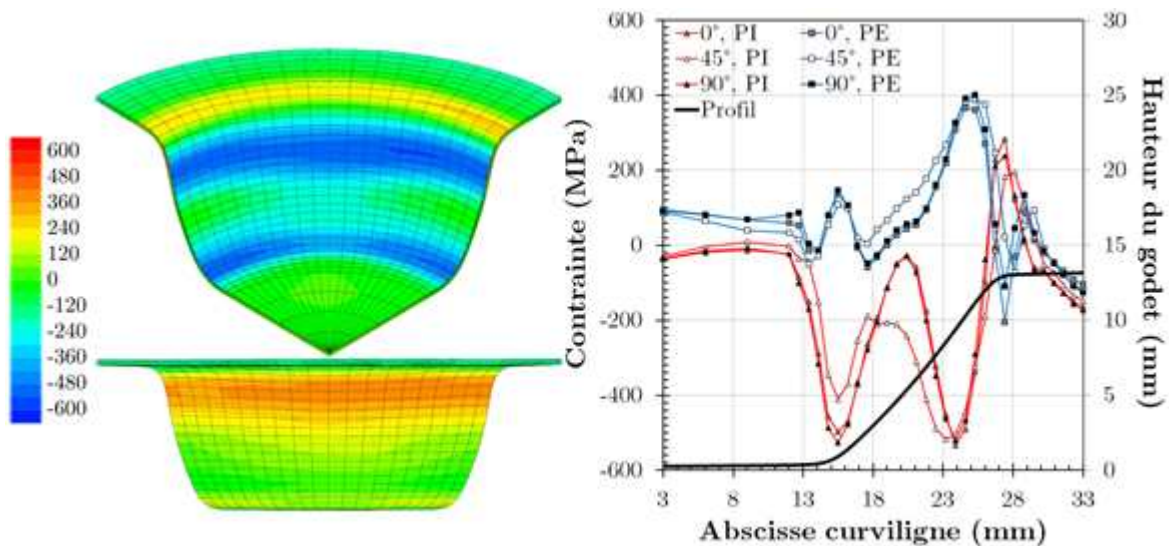 600
480
360
240
120
0
-120
-240
-360
-480
-600
Contrainte (MPa)
600
400
200
0
-200
-400
-600
0°, PI
0°, PE
45°, PI
45°, PE
90°, PI
90°, PE
Profil
30
25
20
15
10
5
0
Hauteur du godet (mm)
3 8 13 18 23 28 33
Abscisse curviligne (mm)